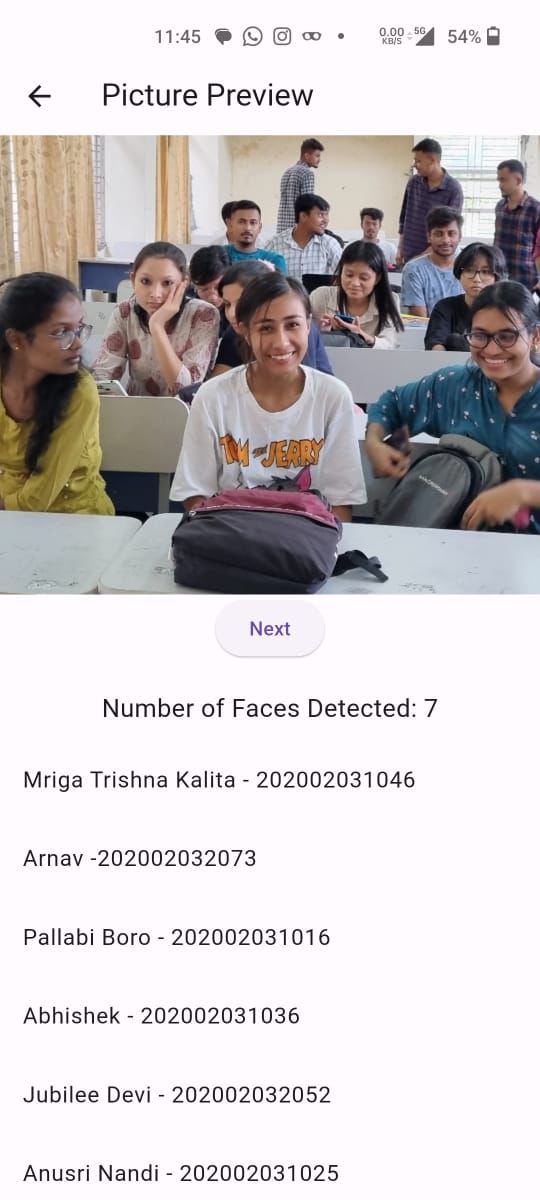 11:45 0.00 KB/S 5G 54%
Picture Preview
TOM AND JERRY
Next
Number of Faces Detected: 7
Mriga Trishna Kalita - 202002031046
Arnav -202002032073
Pallabi Boro - 202002031016
Abhishek - 202002031036
Jubilee Devi - 202002032052
Anusri Nandi - 202002031025